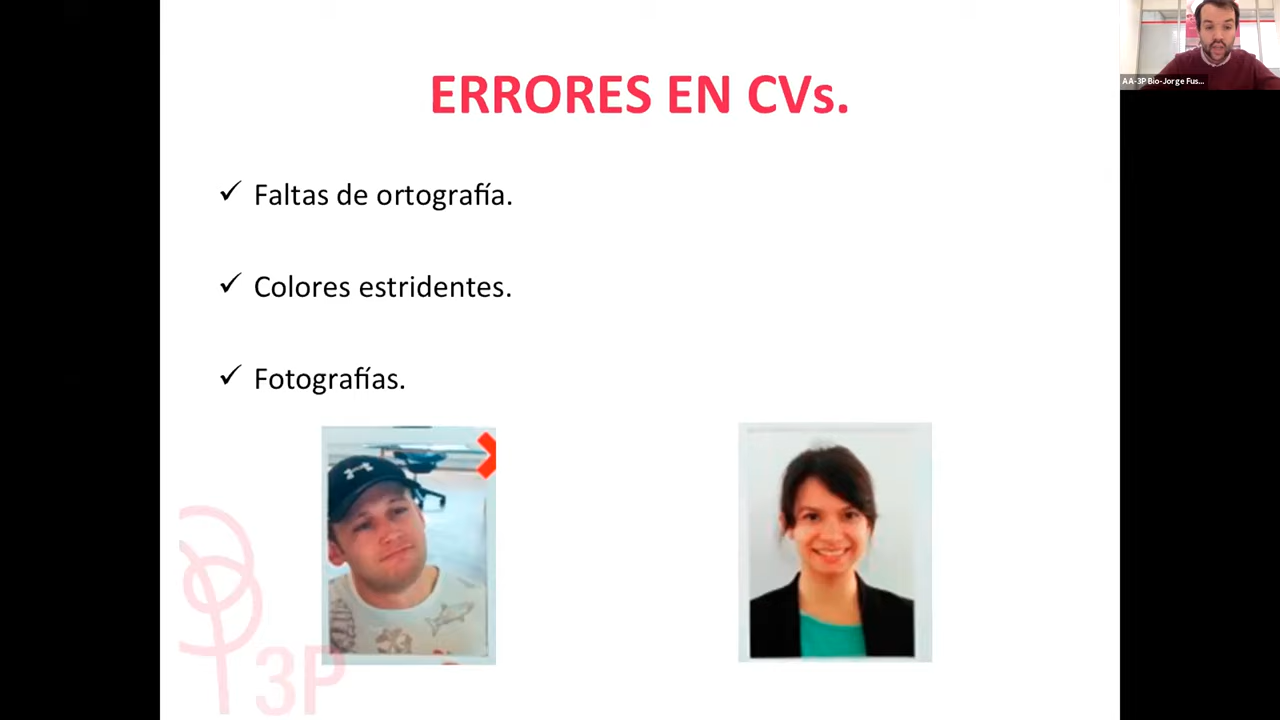 ERRORES EN CVs.
AA-3P Bio-Jorge Fus...
✓ Faltas de ortografía.
✓ Colores estridentes.
✓ Fotografías.
3P